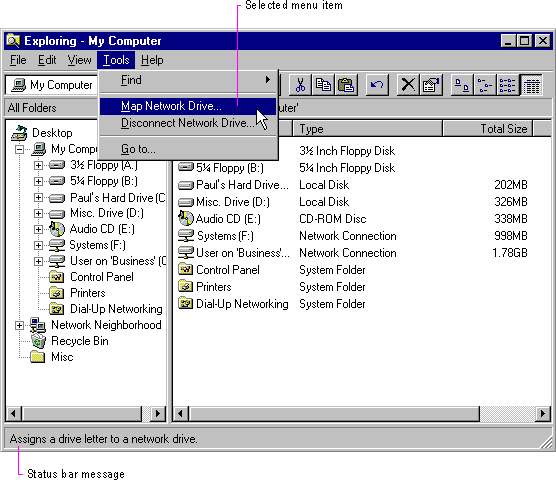 Selected menu item
Exploring - My Computer
File Edit View Tools Help
My Computer
Find
Map Network Drive...
Disconnect Network Drive...
Go to...
All Folders
uter'
Type Total Size
Desktop
My Compu
3½ Floppy (A:)
5¼ Floppy (B:)
Paul's Hard Drive (C
Misc. Drive (D:)
Audio CD (E:)
Systems (F:)
User on 'Business' (
Control Panel
Printers
Dial-Up Networking
Network Neighborhood
Recycle Bin
Misc
3½ Inch Floppy Disk
5¼ Floppy (B:) 5¼ Inch Floppy Disk
Paul's Hard Drive... Local Disk 202MB
Misc. Drive (D:) Local Disk 326MB
Audio CD (E:) CD-ROM Disc 338MB
Systems (F:) Network Connection 998MB
User on 'Business'... Network Connection 1.78GB
Control Panel System Folder
Printers System Folder
Dial-Up Networking System Folder
Assigns a drive letter to a network drive.
Status bar message